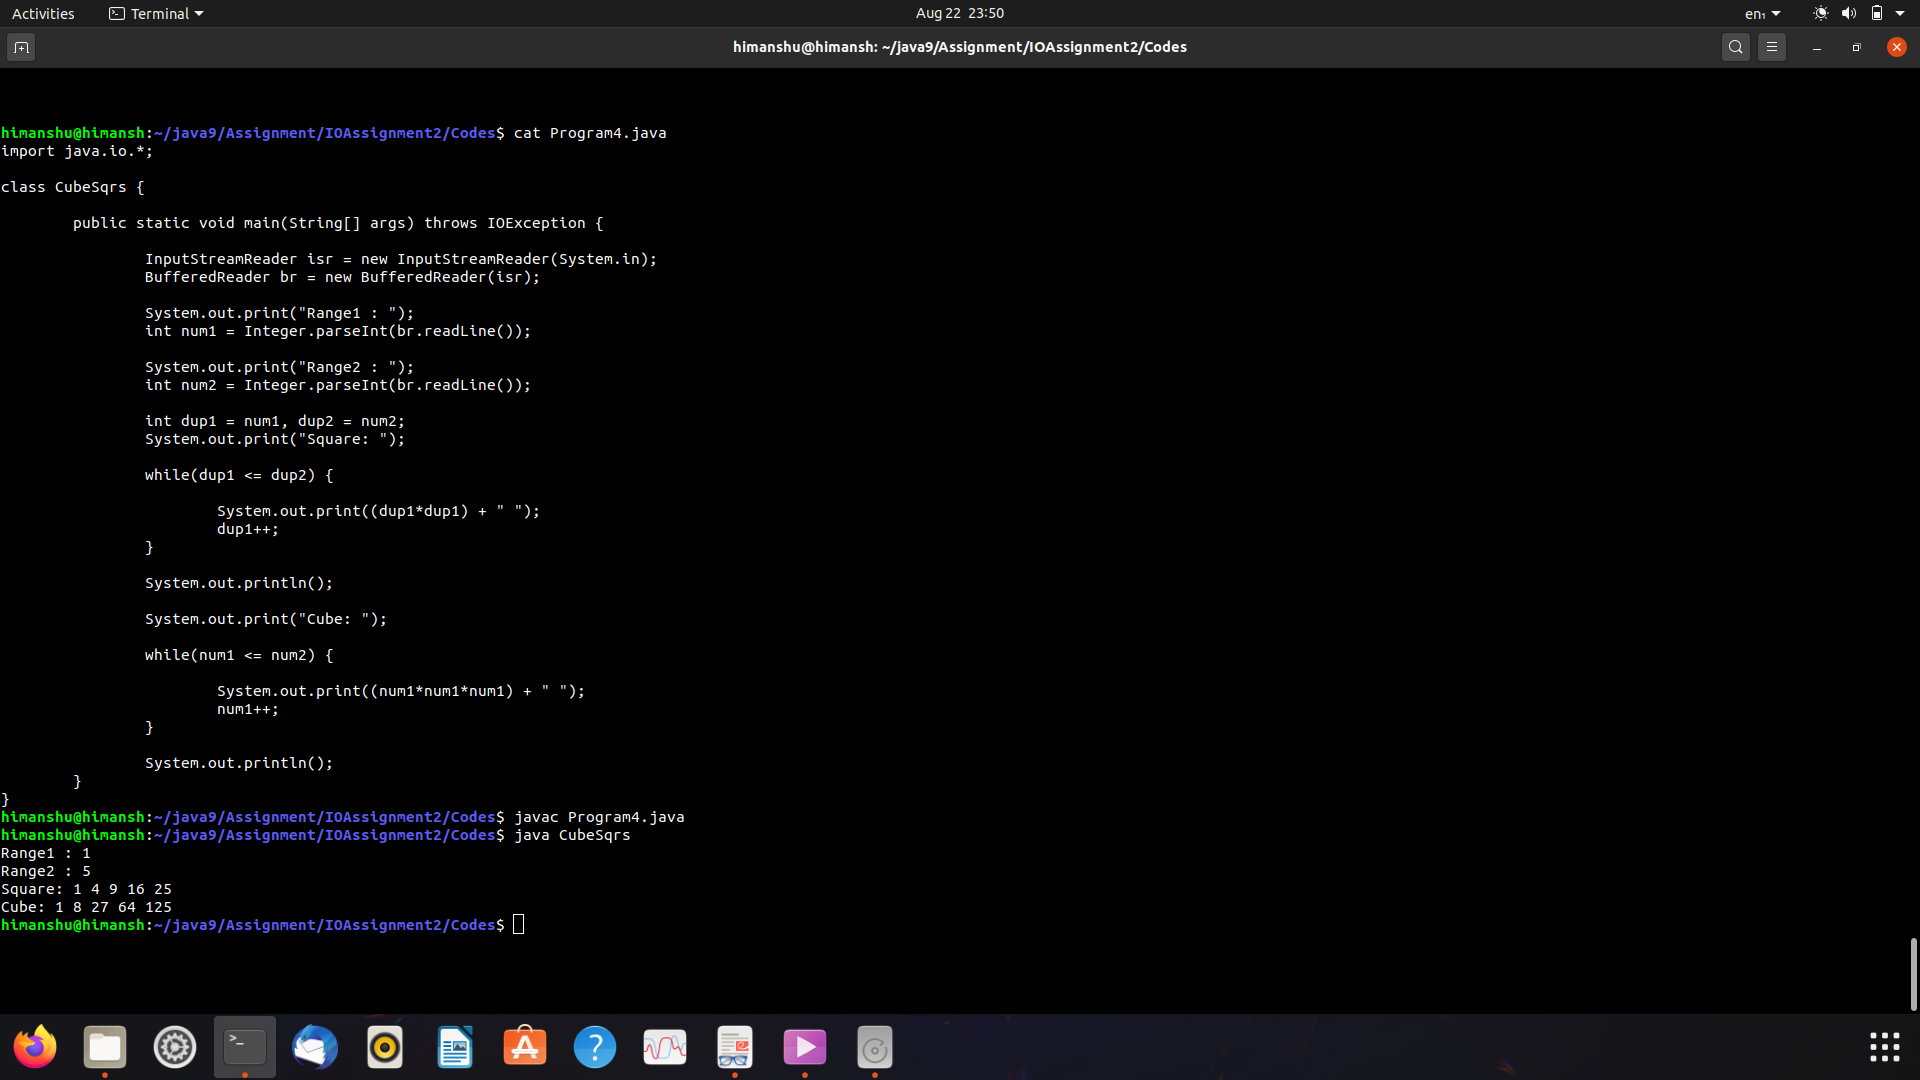 Activities Terminal Aug 22 23:50 en₁
himanshu@himansh: ~/java9/Assignment/IOAssignment2/Codes
himanshu@himansh:~/java9/Assignment/IOAssignment2/Codes$ cat Program4.java
import java.io.*;
class CubeSqrs {
public static void main(String[] args) throws IOException {
InputStreamReader isr = new InputStreamReader(System.in);
BufferedReader br = new BufferedReader(isr);
System.out.print("Range1 : ");
int num1 = Integer.parseInt(br.readLine());
System.out.print("Range2 : ");
int num2 = Integer.parseInt(br.readLine());
int dup1 = num1, dup2 = num2;
System.out.print("Square: ");
while(dup1 <= dup2) {
System.out.print((dup1*dup1) + " ");
dup1++;
}
System.out.println();
System.out.print("Cube: ");
while(num1 <= num2) {
System.out.print((num1*num1*num1) + " ");
num1++;
}
System.out.println();
}
}
himanshu@himansh:~/java9/Assignment/IOAssignment2/Codes$ javac Program4.java
himanshu@himansh:~/java9/Assignment/IOAssignment2/Codes$ java CubeSqrs
Range1 : 1
Range2 : 5
Square: 1 4 9 16 25
Cube: 1 8 27 64 125
himanshu@himansh:~/java9/Assignment/IOAssignment2/Codes$